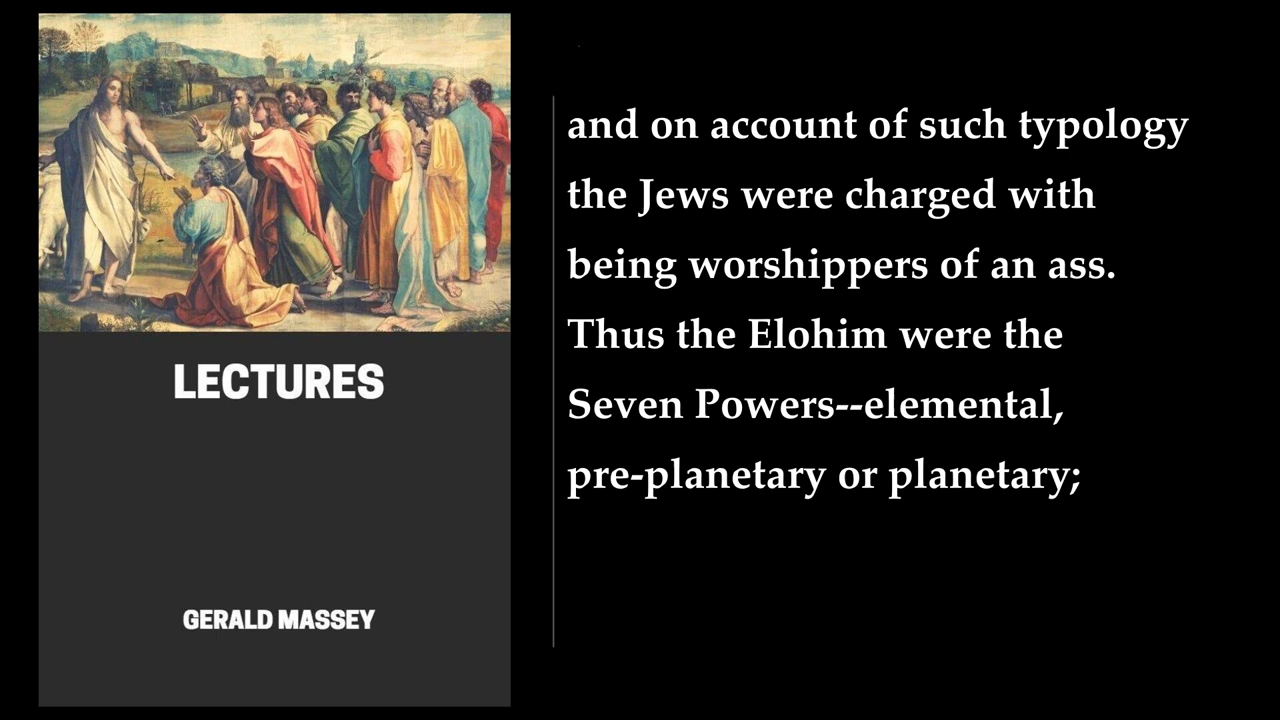 LECTURES
GERALD MASSEY
and on account of such typology
the Jews were charged with
being worshippers of an ass.
Thus the Elohim were the
Seven Powers--elemental,
pre-planetary or planetary;